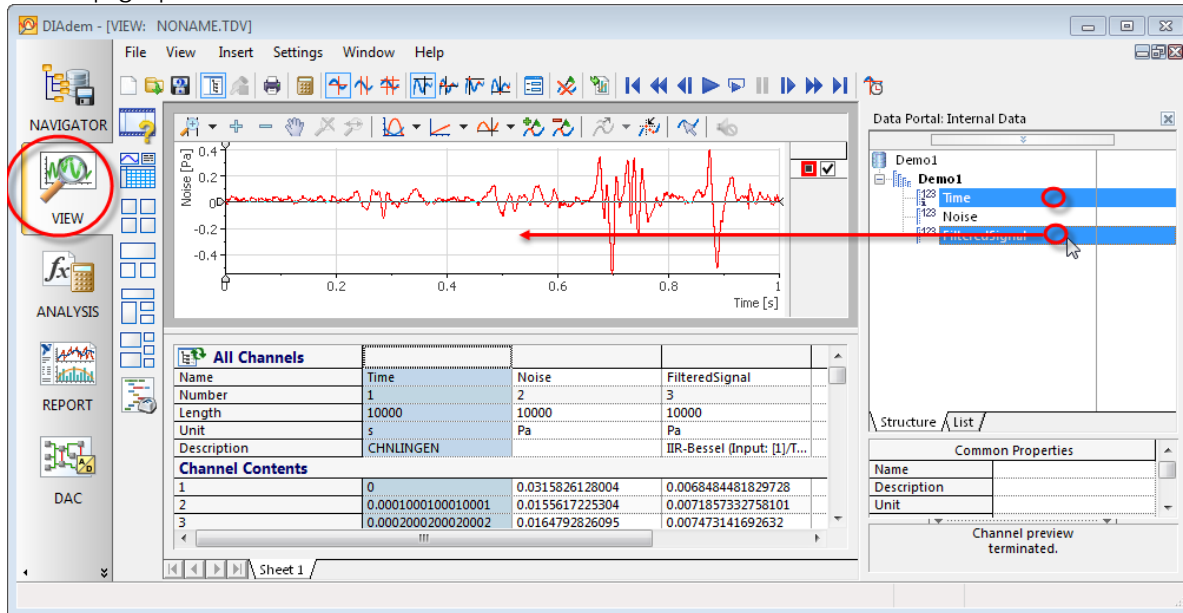 DIAdem - [VIEW: NONAME.TDV]
File View Insert Settings Window Help
NAVIGATOR
VIEW
ANALYSIS
REPORT
DAC
Noise [Pa]
0.4
0.2
0
-0.2
-0.4
0 0.2 0.4 0.6 0.8 1
Time [s]
All Channels
Name Time Noise FilteredSignal
Number 1 2 3
Length 10000 10000 10000
Unit s Pa Pa
Description CHNLINGEN IIR-Bessel (Input: [1]/T...
Channel Contents
1 0 0.0315826128004 0.0068484481829728
2 0.0001000100010001 0.0155617225304 0.0071857332758101
3 0.0002000200020002 0.0164792826095 0.007473141692632
Sheet 1
Data Portal: Internal Data
Demo1
Demo1
123 Time
123 Noise
123 FilteredSignal
Structure List
Common Properties
Name
Description
Unit
Channel preview
terminated.